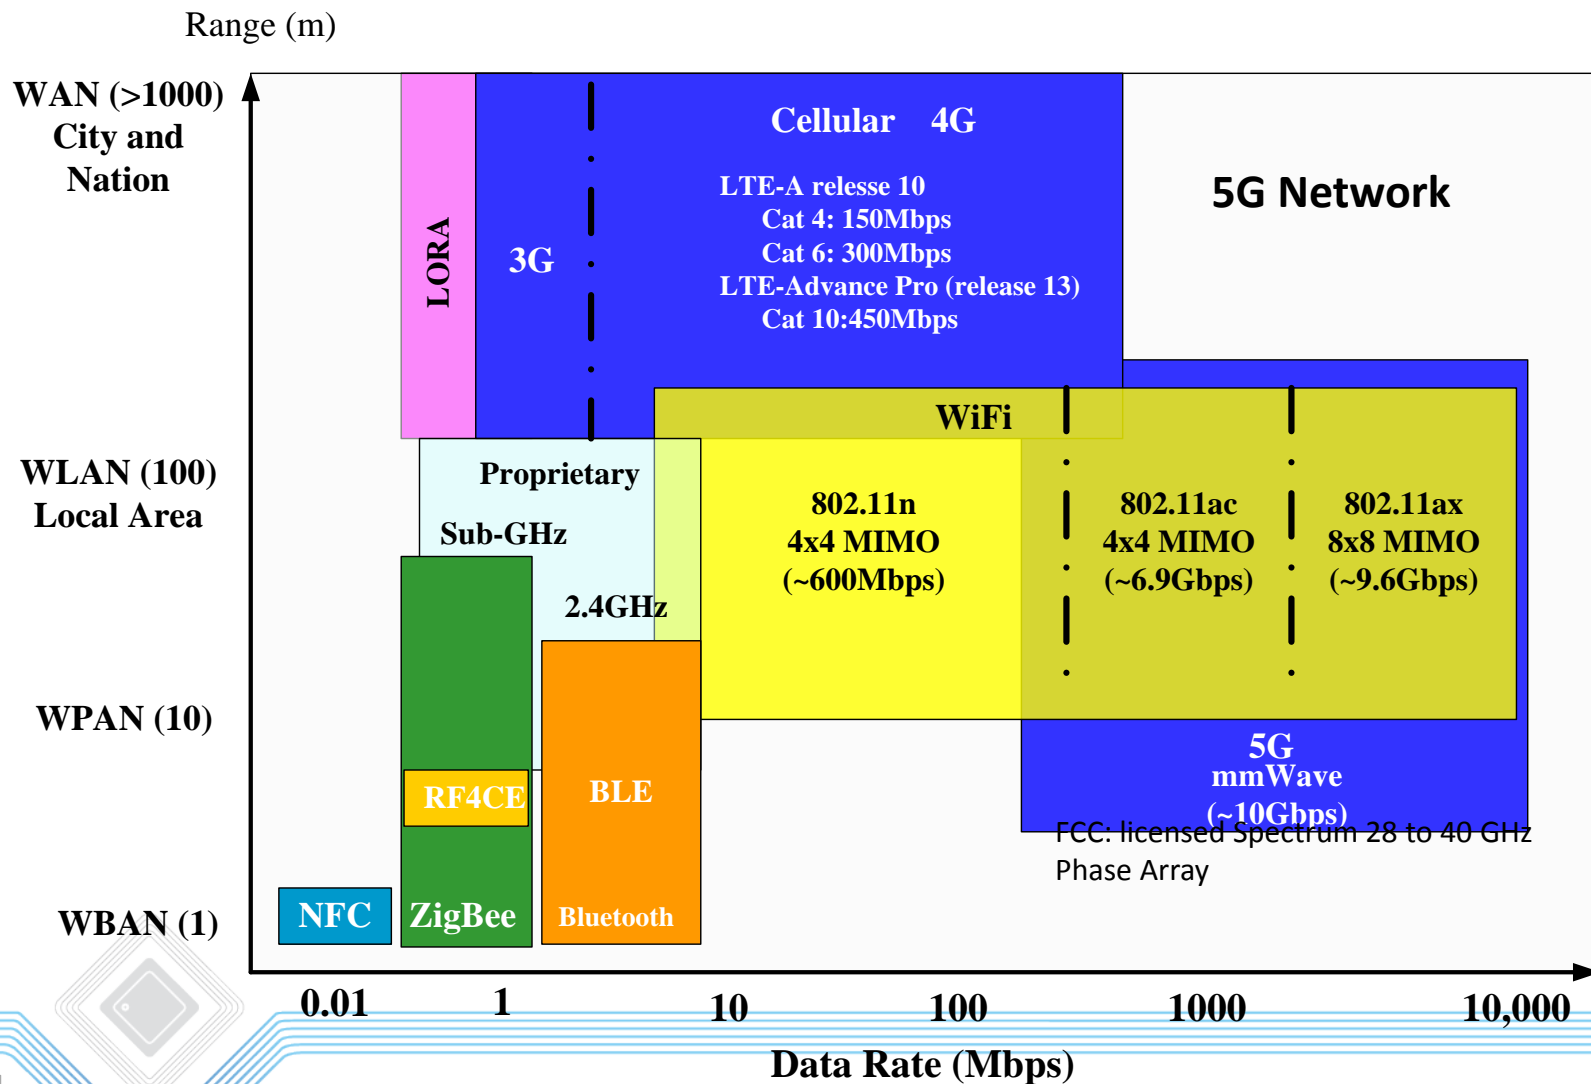 Range (m)
WAN (>1000)
City and
Nation
LORA
3G
Cellular 4G
LTE-A relesse 10
Cat 4: 150Mbps
Cat 6: 300Mbps
LTE-Advance Pro (release 13)
Cat 10:450Mbps
5G Network
WiFi
WLAN (100)
Local Area
Proprietary
Sub-GHz
2.4GHz
802.11n
4x4 MIMO
(~600Mbps)
802.11ac
4x4 MIMO
(~6.9Gbps)
802.11ax
8x8 MIMO
(~9.6Gbps)
WPAN (10)
5G
mmWave
(~10Gbps)
FCC: licensed Spectrum 28 to 40 GHz
Phase Array
RF4CE
BLE
WBAN (1)
NFC
ZigBee
Bluetooth
0.01
1
10
100
1000
10,000
Data Rate (Mbps)